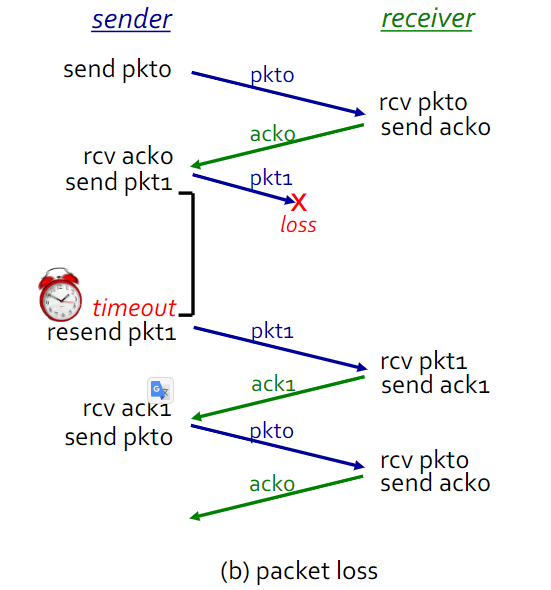 sender
receiver
send pkt0
pkt0
rcv pkt0
send ack0
ack0
rcv ack0
send pkt1
pkt1
X
loss
timeout
resend pkt1
pkt1
rcv pkt1
send ack1
ack1
G
rcv ack1
send pkt0
pkt0
rcv pkt0
send ack0
ack0
(b) packet loss